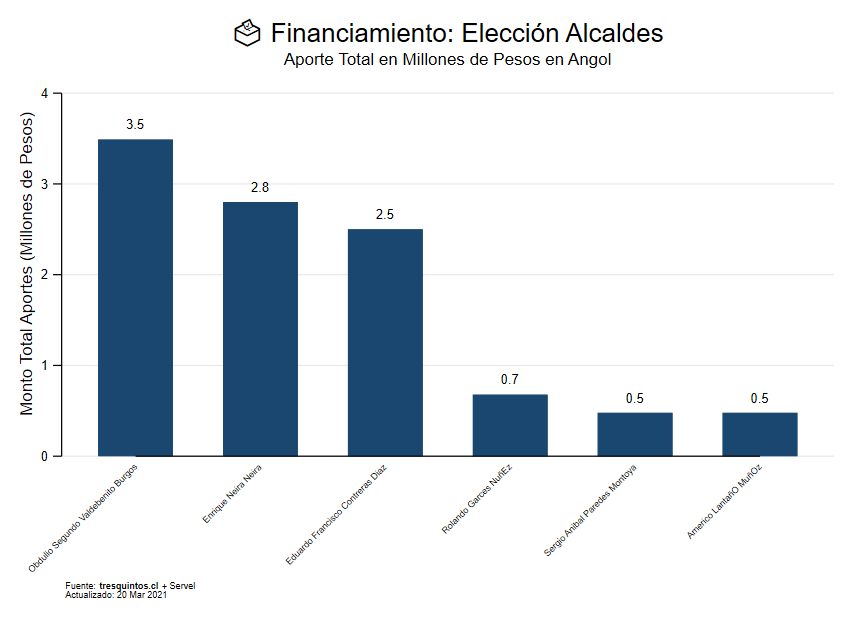 Financiamiento: Elección Alcaldes
Aporte Total en Millones de Pesos en Angol
Monto Total Aportes (Millones de Pesos)
4
3
2
1
0
3.5
2.8
2.5
0.7
0.5
0.5
Obdulio Segundo Valdebenito Burgos
Enrique Neira Neira
Eduardo Francisco Contreras Diaz
Rolando Garces NuñEz
Sergio Anibal Paredes Montoya
Americo LantañO MuñOz
Fuente: tresquintos.cl + Servel
Actualizado: 20 Mar 2021